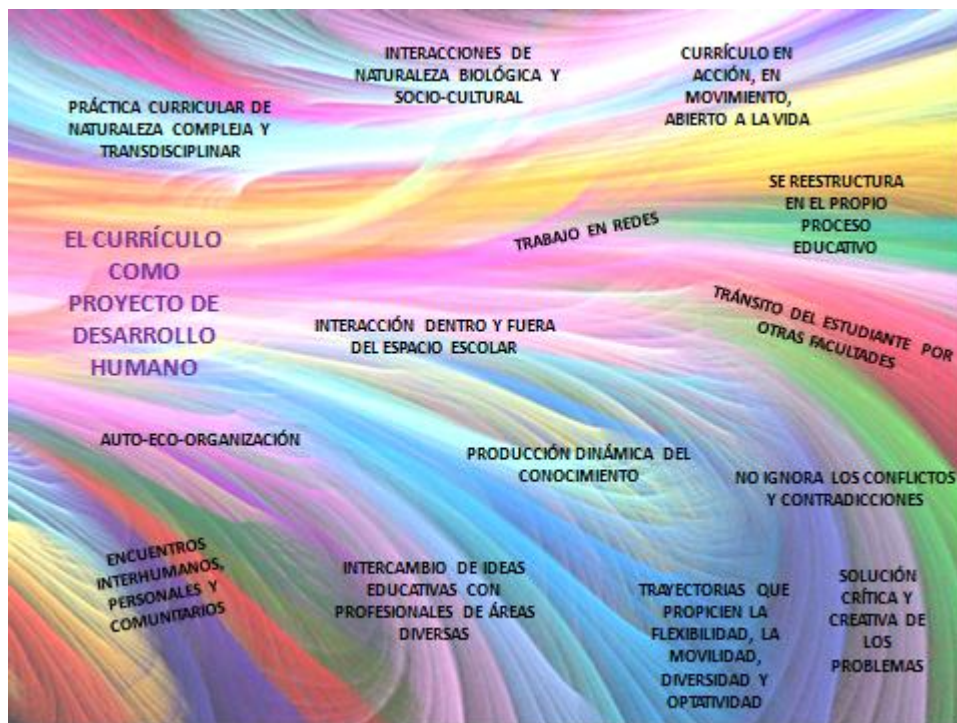 INTERACCIONES DE
NATURALEZA BIOLÓGICA Y
SOCIO-CULTURAL
CURRÍCULO EN
ACCIÓN, EN
MOVIMIENTO,
ABIERTO A LA VIDA
PRÁCTICA CURRICULAR DE
NATURALEZA COMPLEJA Y
TRANSDISCIPLINAR
SE REESTRUCTURA
EN EL PROPIO
PROCESO
EDUCATIVO
TRABAJO EN REDES
EL CURRÍCULO
COMO
PROYECTO DE
DESARROLLO
HUMANO
TRÁNSITO DEL ESTUDIANTE POR
OTRAS FACULTADES
INTERACCIÓN DENTRO Y FUERA
DEL ESPACIO ESCOLAR
AUTO-ECO-ORGANIZACIÓN
PRODUCCIÓN DINÁMICA DEL
CONOCIMIENTO
NO IGNORA LOS CONFLICTOS
Y CONTRADICCIONES
ENCUENTROS
INTERHUMANOS,
PERSONALES Y
COMUNITARIOS
INTERCAMBIO DE IDEAS
EDUCATIVAS CON
PROFESIONALES DE ÁREAS
DIVERSAS
TRAYECTORIAS QUE
PROPICIEN LA
FLEXIBILIDAD, LA
MOVILIDAD,
DIVERSIDAD Y
OPTATIVIDAD
SOLUCIÓN
CRÍTICA Y
CREATIVA DE
LOS
PROBLEMAS